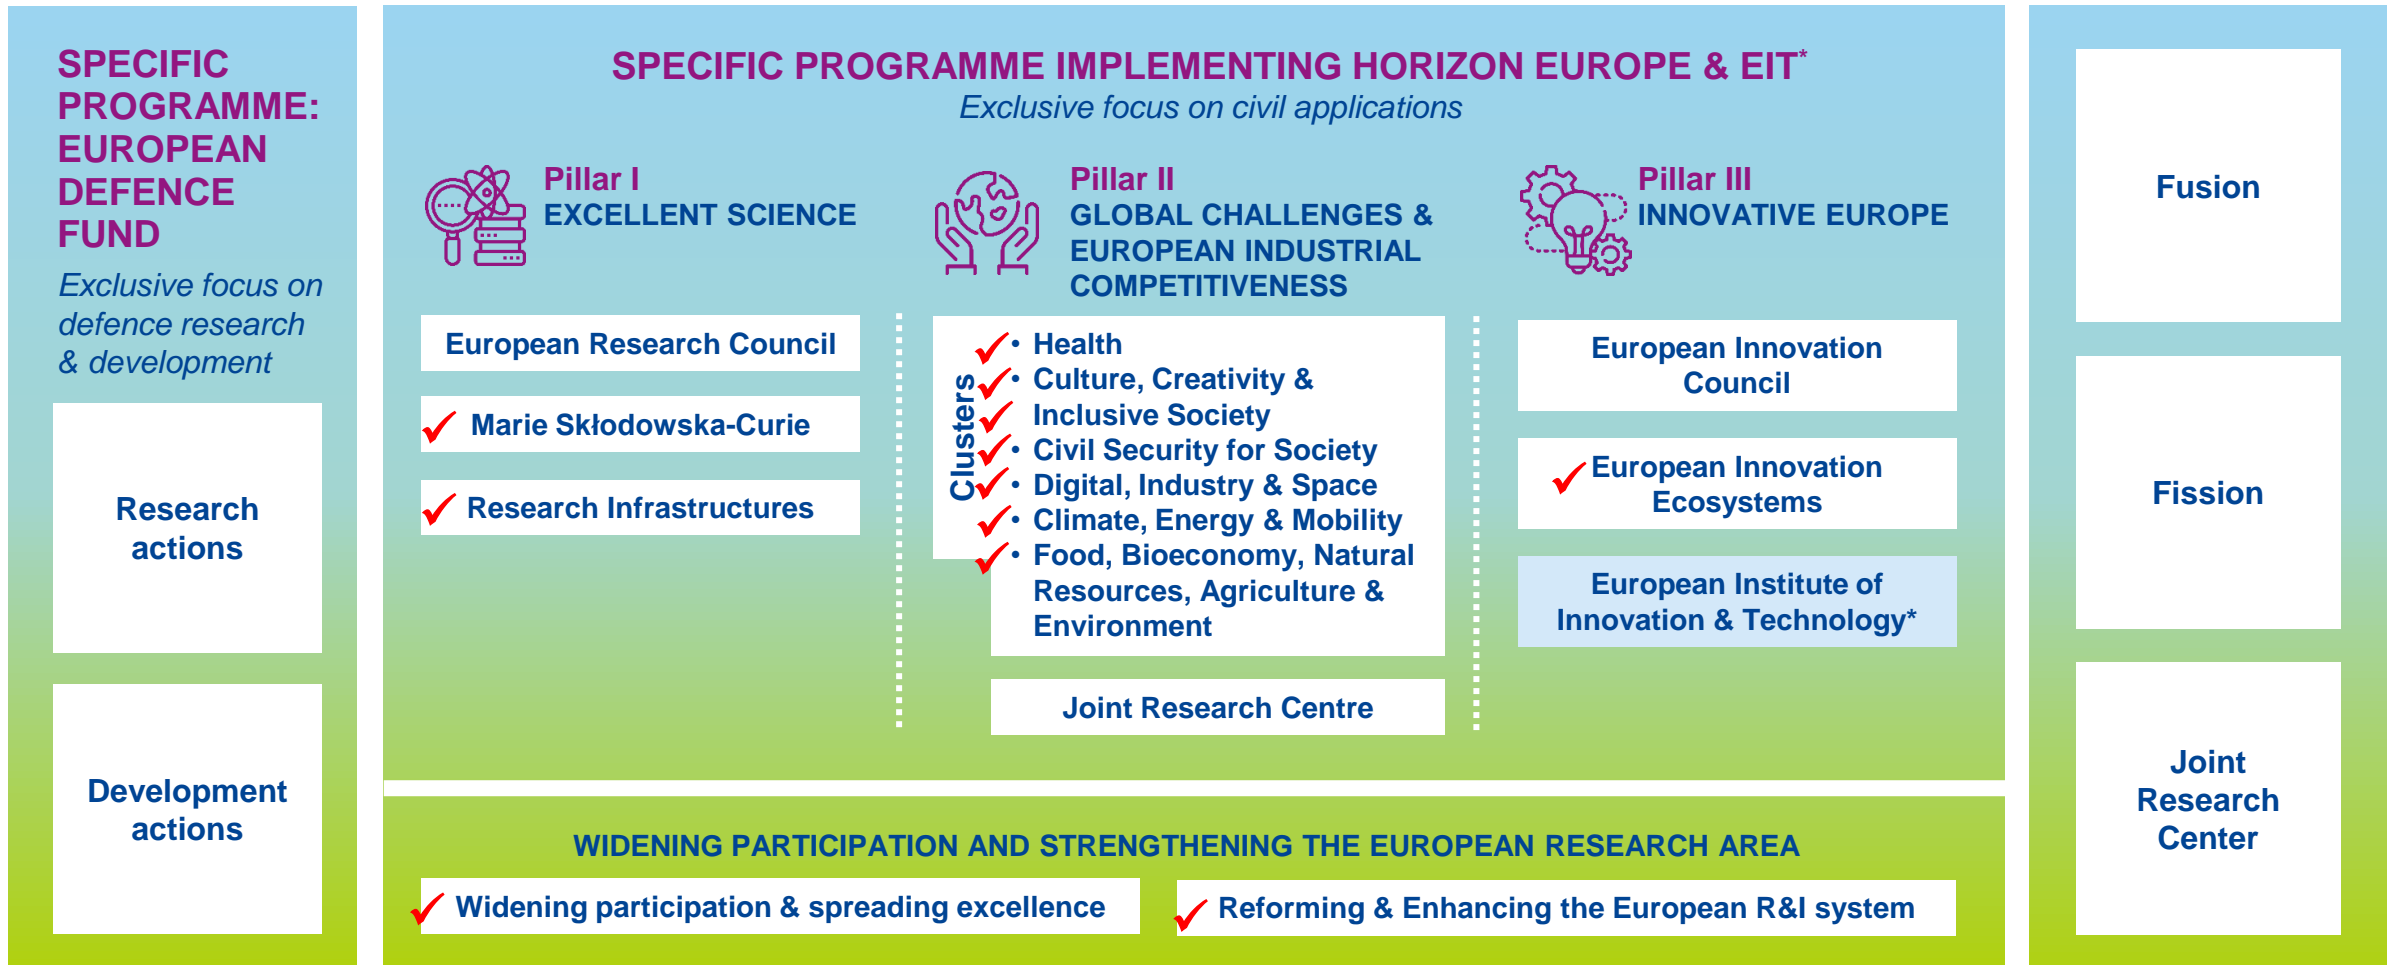 SPECIFIC
PROGRAMME:
EUROPEAN
DEFENCE
FUND
Exclusive focus on
defence research
& development
Research
actions
Development
actions
SPECIFIC PROGRAMME IMPLEMENTING HORIZON EUROPE & EIT*
Exclusive focus on civil applications
Pillar I
EXCELLENT SCIENCE
European Research Council
Marie Skłodowska-Curie
Research Infrastructures
Pillar II
GLOBAL CHALLENGES &
EUROPEAN INDUSTRIAL
COMPETITIVENESS
Clusters
• Health
• Culture, Creativity &
Inclusive Society
• Civil Security for Society
• Digital, Industry & Space
• Climate, Energy & Mobility
• Food, Bioeconomy, Natural
Resources, Agriculture &
Environment
Joint Research Centre
Pillar III
INNOVATIVE EUROPE
European Innovation
Council
European Innovation
Ecosystems
European Institute of
Innovation & Technology*
WIDENING PARTICIPATION AND STRENGTHENING THE EUROPEAN RESEARCH AREA
Widening participation & spreading excellence
Reforming & Enhancing the European R&I system
Fusion
Fission
Joint
Research
Center